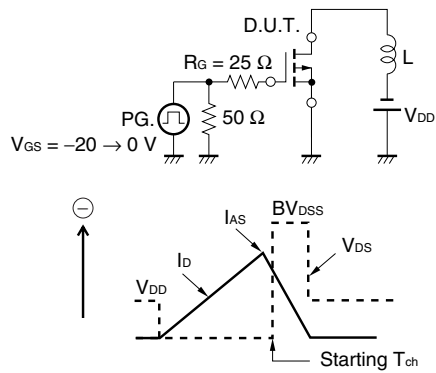 D.U.T.
RG = 25 Ω
L
PG.
50 Ω
VDD
VGS = −20 → 0 V
−
IAS
BVDSS
ID
VDS
VDD
Starting Tch